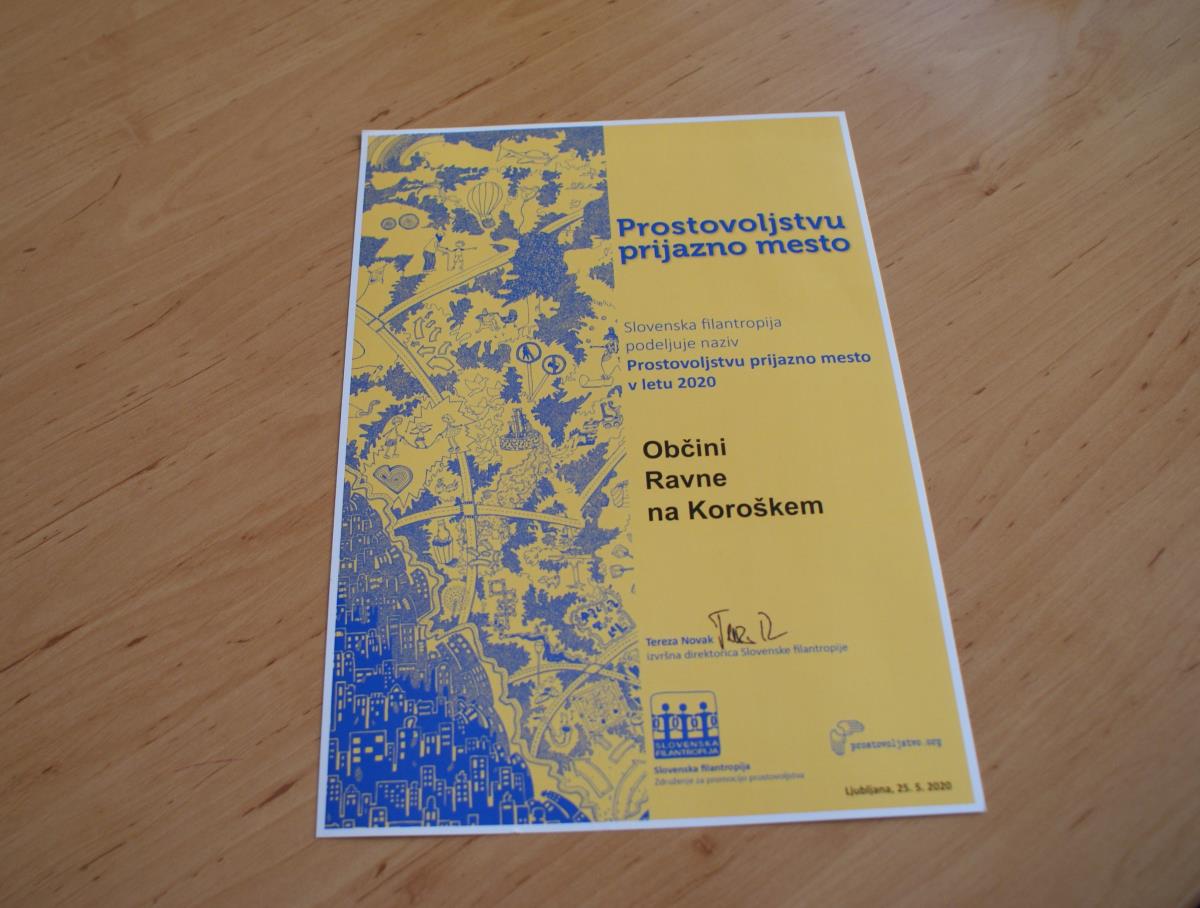 Prostovoljstvu
prijazno mesto
Slovenska filantropija
podeljuje naziv
Prostovoljstvu prijazno mesto
v letu 2020
Občini
Ravne
na Koroškem
Tereza Novak
izvršna direktorica Slovenske filantropije
SLOVENSKA
FILANTROPIJA
prostovoljstvo.org
Slovenska filantropija
Združenje za promocijo prostovoljstva
Ljubljana, 25. 5. 2020